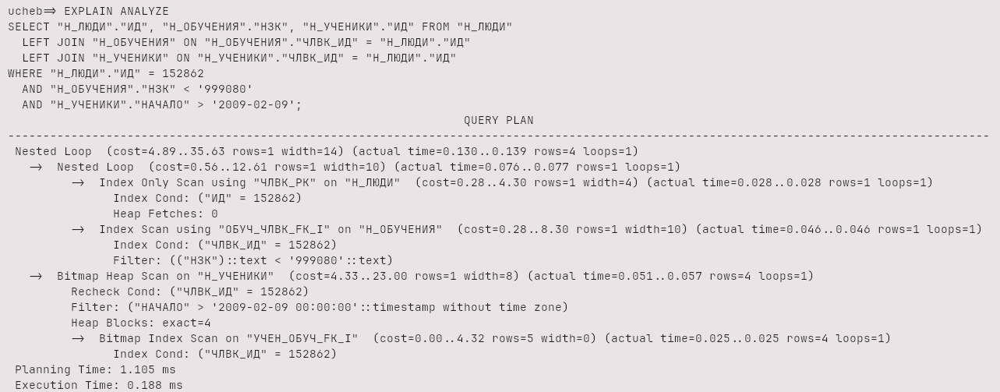 ucheb=> EXPLAIN ANALYZE
SELECT "Н_ЛЮДИ"."ИД", "Н_ОБУЧЕНИЯ"."НЗК", "Н_УЧЕНИКИ"."ИД" FROM "Н_ЛЮДИ"
  LEFT JOIN "Н_ОБУЧЕНИЯ" ON "Н_ОБУЧЕНИЯ"."ЧЛВК_ИД" = "Н_ЛЮДИ"."ИД"
  LEFT JOIN "Н_УЧЕНИКИ" ON "Н_УЧЕНИКИ"."ЧЛВК_ИД" = "Н_ЛЮДИ"."ИД"
WHERE "Н_ЛЮДИ"."ИД" = 152862
  AND "Н_ОБУЧЕНИЯ"."НЗК" < '999080'
  AND "Н_УЧЕНИКИ"."НАЧАЛО" > '2009-02-09';
QUERY PLAN
--------------------------------------------------------------------------------------------------------------------------------------------
 Nested Loop  (cost=4.89..35.63 rows=1 width=14) (actual time=0.130..0.139 rows=4 loops=1)
   ->  Nested Loop  (cost=0.56..12.61 rows=1 width=10) (actual time=0.076..0.077 rows=1 loops=1)
         ->  Index Only Scan using "ЧЛВК_PK" on "Н_ЛЮДИ"  (cost=0.28..4.30 rows=1 width=4) (actual time=0.028..0.028 rows=1 loops=1)
               Index Cond: ("ИД" = 152862)
               Heap Fetches: 0
         ->  Index Scan using "ОБУЧ_ЧЛВК_FK_I" on "Н_ОБУЧЕНИЯ"  (cost=0.28..8.30 rows=1 width=10) (actual time=0.046..0.046 rows=1 loops=1)
               Index Cond: ("ЧЛВК_ИД" = 152862)
               Filter: (("НЗК")::text < '999080'::text)
   ->  Bitmap Heap Scan on "Н_УЧЕНИКИ"  (cost=4.33..23.00 rows=1 width=8) (actual time=0.051..0.057 rows=4 loops=1)
         Recheck Cond: ("ЧЛВК_ИД" = 152862)
         Filter: ("НАЧАЛО" > '2009-02-09 00:00:00'::timestamp without time zone)
         Heap Blocks: exact=4
         ->  Bitmap Index Scan on "УЧЕН_ОБУЧ_FK_I"  (cost=0.00..4.32 rows=5 width=0) (actual time=0.025..0.025 rows=4 loops=1)
               Index Cond: ("ЧЛВК_ИД" = 152862)
 Planning Time: 1.105 ms
 Execution Time: 0.188 ms